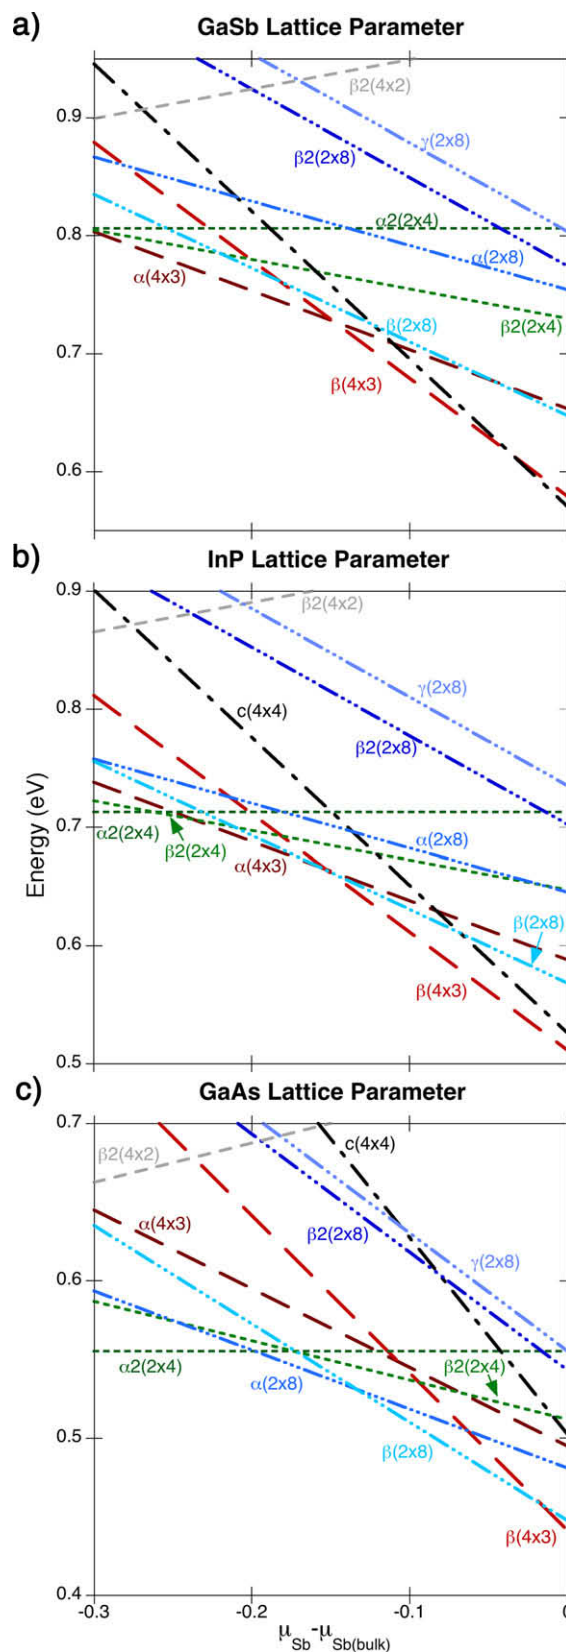 a) GaSb Lattice Parameter
0.9
β2(4x2)
γ(2x8)
β2(2x8)
0.8
α2(2x4)
α(2x8)
α(4x3)
β(2x8)
β2(2x4)
0.7
β(4x3)
0.6
b) InP Lattice Parameter
0.9
β2(4x2)
γ(2x8)
c(4x4)
β2(2x8)
0.8
Energy (eV)
0.7
α2(2x4)
α(2x8)
β2(2x4)
α(4x3)
β(2x8)
0.6
β(4x3)
0.5
c) GaAs Lattice Parameter
0.7
c(4x4)
β2(4x2)
α(4x3)
β2(2x8)
γ(2x8)
0.6
α2(2x4)
β2(2x4)
α(2x8)
0.5
β(2x8)
β(4x3)
0.4
-0.3 -0.2 -0.1 0
μSb-μSb(bulk)